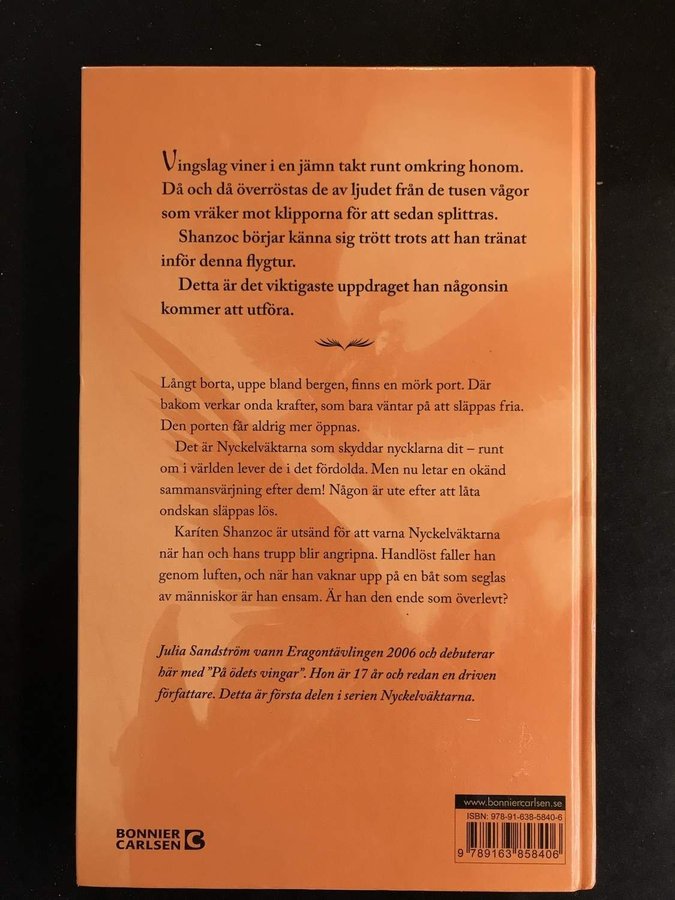 Vingslag viner i en jämn takt runt omkring honom.
Då och då överröstas de av ljudet från de tusen vågor
som vräker mot klipporna för att sedan splittras.
Shanzoc börjar känna sig trött trots att han tränat
inför denna flygtur.
Detta är det viktigaste uppdraget han någonsin
kommer att utföra.
Långt borta, uppe bland bergen, finns en mörk port. Där
bakom verkar onda krafter, som bara väntar på att släppas fria.
Den porten får aldrig mer öppnas.
Det är Nyckelväktarna som skyddar nycklarna dit – runt
om i världen lever de i det fördolda. Men nu letar en okänd
sammansvärjning efter dem! Någon är ute efter att låta
ondskan släppas lös.
Karíten Shanzoc är utsänd för att varna Nyckelväktarna
när han och hans trupp blir angripna. Handlöst faller han
genom luften, och när han vaknar upp på en båt som seglas
av människor är han ensam. Är han den ende som överlevt?
Julia Sandström vann Eragontävlingen 2006 och debuterar
här med ”På ödets vingar”. Hon är 17 år och redan en driven
författare. Detta är första delen i serien Nyckelväktarna.
www.bonniercarlsen.se
ISBN: 978-91-638-5840-6
9 789163 858406
BONNIER
CARLSEN